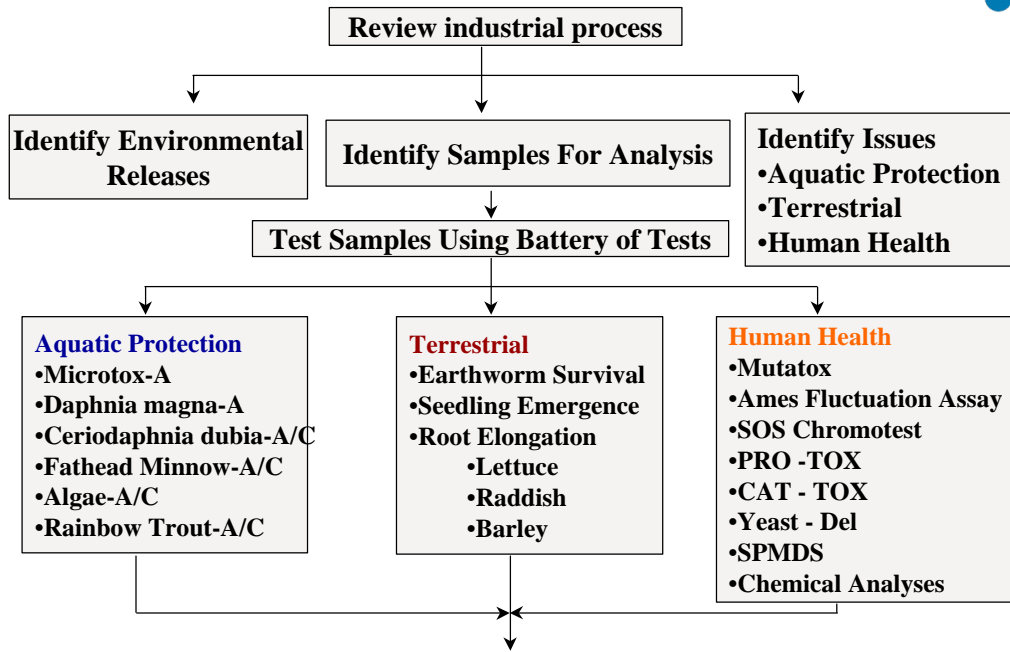 Review industrial process
Identify Environmental
Releases
Identify Samples For Analysis
Identify Issues
•Aquatic Protection
•Terrestrial
•Human Health
Test Samples Using Battery of Tests
Aquatic Protection
•Microtox-A
•Daphnia magna-A
•Ceriodaphnia dubia-A/C
•Fathead Minnow-A/C
•Algae-A/C
•Rainbow Trout-A/C
Terrestrial
•Earthworm Survival
•Seedling Emergence
•Root Elongation
•Lettuce
•Raddish
•Barley
Human Health
•Mutatox
•Ames Fluctuation Assay
•SOS Chromotest
•PRO -TOX
•CAT - TOX
•Yeast - Del
•SPMDS
•Chemical Analyses